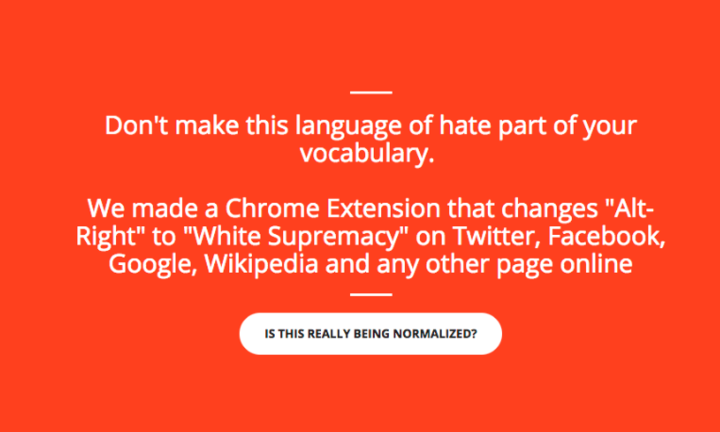 Don't make this language of hate part of your
vocabulary.
We made a Chrome Extension that changes "Alt-
Right" to "White Supremacy" on Twitter, Facebook,
Google, Wikipedia and any other page online
IS THIS REALLY BEING NORMALIZED?